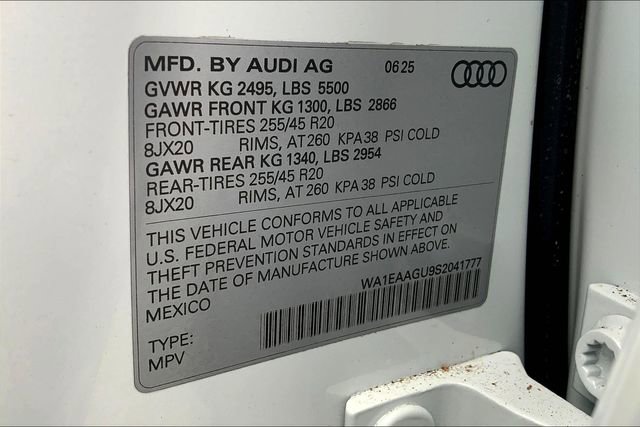 MFD. BY AUDI AG 06 25
GVWR KG 2495, LBS 5500
GAWR FRONT KG 1300, LBS 2866
FRONT-TIRES 255/45 R20
8JX20 RIMS, AT 260 KPA 38 PSI COLD
GAWR REAR KG 1340, LBS 2954
REAR-TIRES 255/45 R20
8JX20 RIMS, AT 260 KPA 38 PSI COLD
THIS VEHICLE CONFORMS TO ALL APPLICABLE
U.S. FEDERAL MOTOR VEHICLE SAFETY AND
THEFT PREVENTION STANDARDS IN EFFECT ON
THE DATE OF MANUFACTURE SHOWN ABOVE.
MEXICO WA1EAAGU9S2041777
TYPE:
MPV